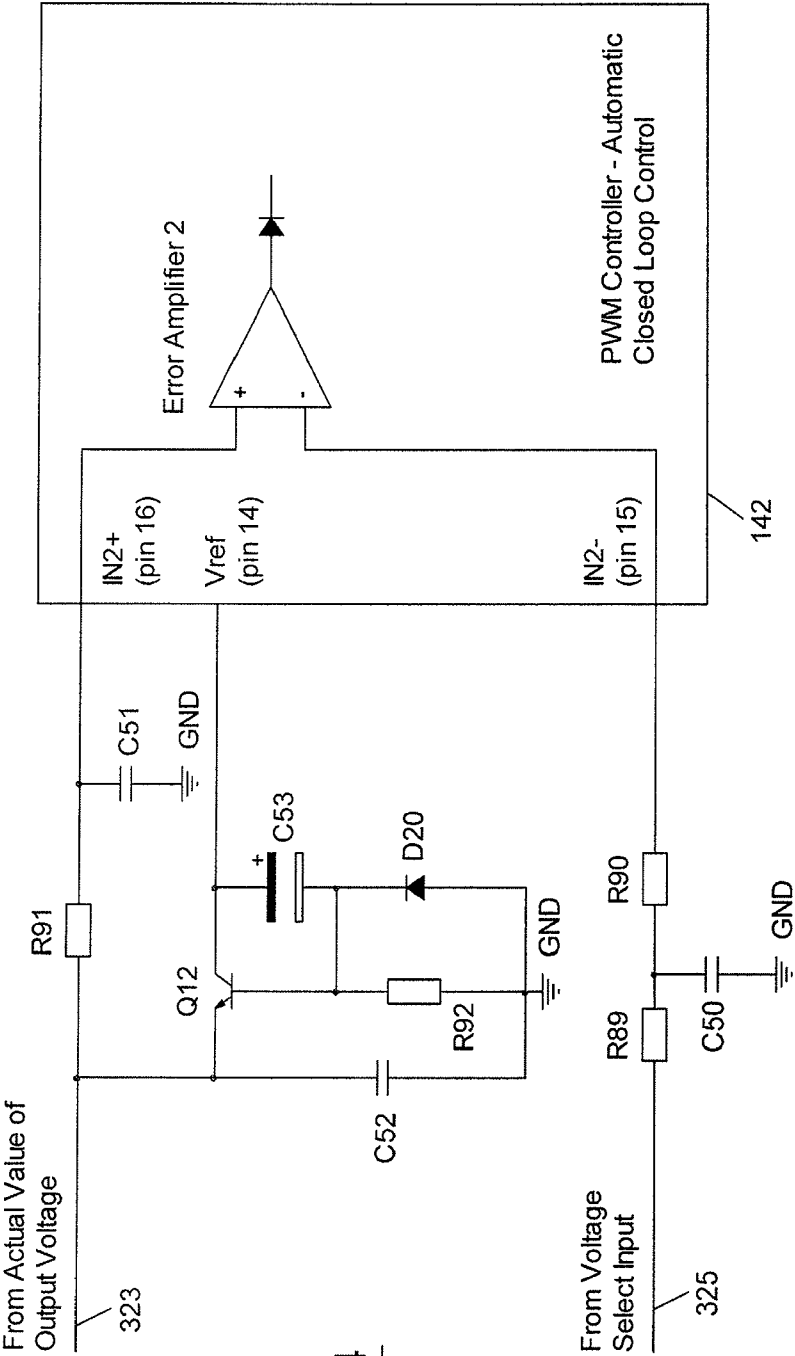 From Actual Value of
Output Voltage
323
R91
C51
GND
IN2+
(pin 16)
Vref
(pin 14)
Error Amplifier 2
+
-
PWM Controller - Automatic
Closed Loop Control
142
IN2-
(pin 15)
Q12
+
C53
D20
R92
GND
C52
R90
R89
C50
GND
From Voltage
Select Input
325